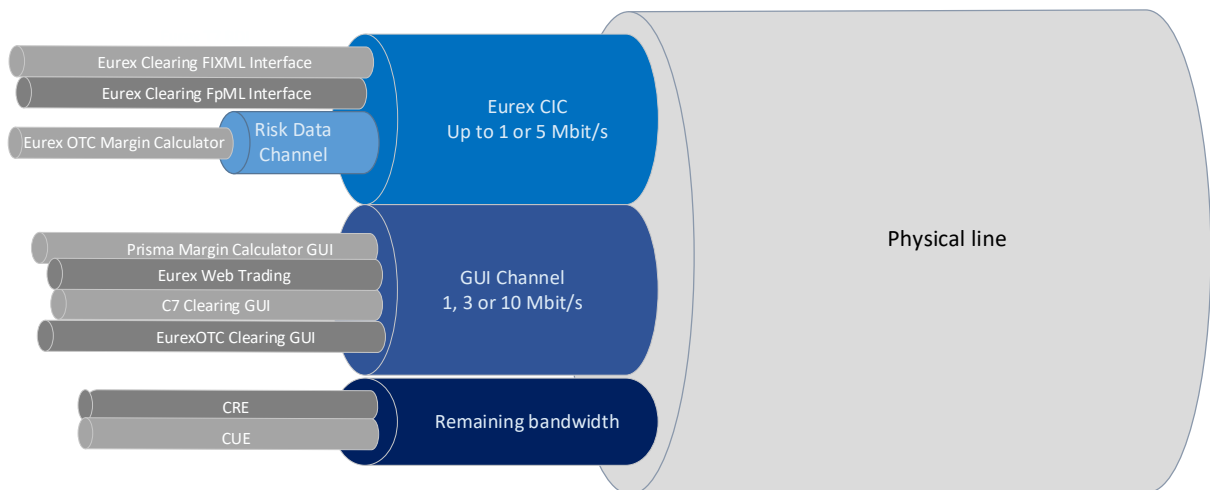 Eurex Clearing FIXML Interface
Eurex Clearing FpML Interface
Eurex OTC Margin Calculator
Risk Data
Channel
Eurex CIC
Up to 1 or 5 Mbit/s
Prisma Margin Calculator GUI
Eurex Web Trading
C7 Clearing GUI
EurexOTC Clearing GUI
GUI Channel
1, 3 or 10 Mbit/s
CRE
CUE
Remaining bandwidth
Physical line